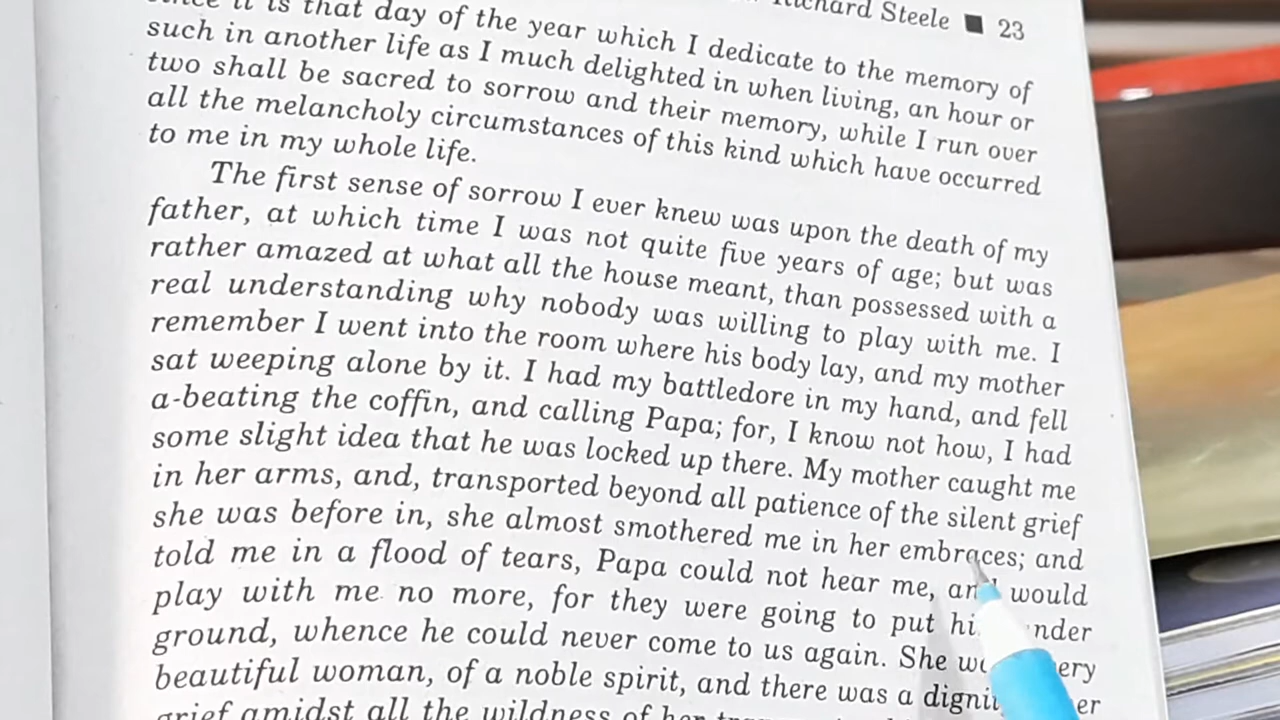 Richard Steele ■ 23
it is that day of the year which I dedicate to the memory of
such in another life as I much delighted in when living, an hour or
two shall be sacred to sorrow and their memory, while I run over
all the melancholy circumstances of this kind which have occurred
to me in my whole life.
The first sense of sorrow I ever knew was upon the death of my
father, at which time I was not quite five years of age; but was
rather amazed at what all the house meant, than possessed with a
real understanding why nobody was willing to play with me. I
remember I went into the room where his body lay, and my mother
sat weeping alone by it. I had my battledore in my hand, and fell
a-beating the coffin, and calling Papa; for, I know not how, I had
some slight idea that he was locked up there. My mother caught me
in her arms, and, transported beyond all patience of the silent grief
she was before in, she almost smothered me in her embraces; and
told me in a flood of tears, Papa could not hear me, and would
play with me no more, for they were going to put
ground, whence he could never come to us again. She
beautiful woman, of a noble spirit, and there was a
grief amidst all the wildness of her